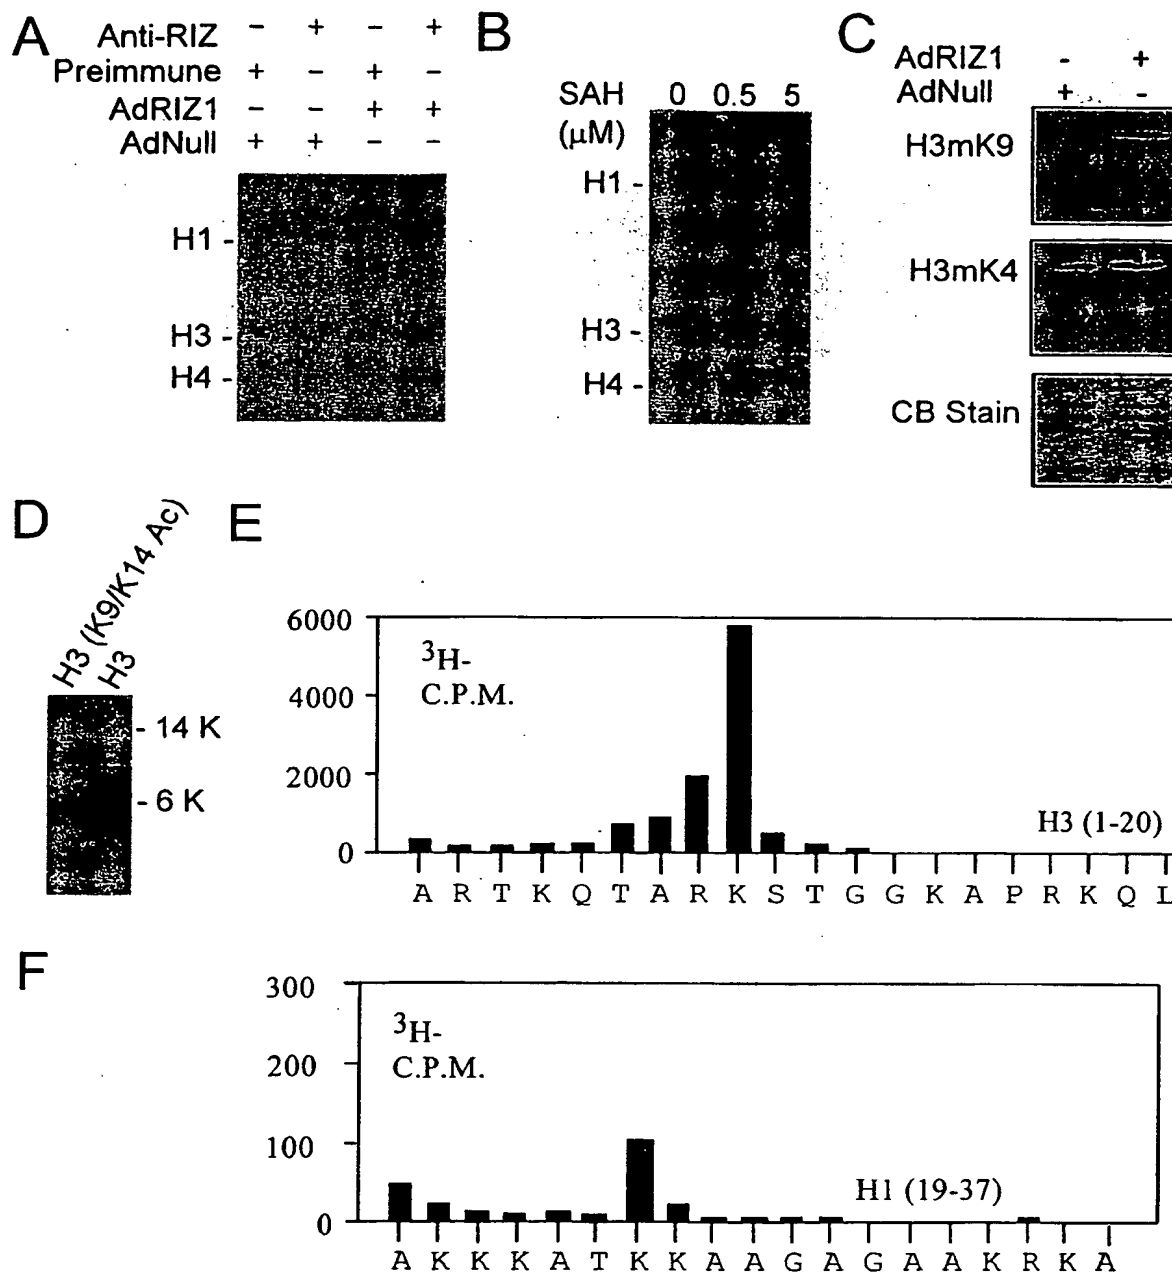 A
Anti-RIZ - + - +
Preimmune + - + -
AdRIZ1 - - + +
AdNull + + - -
H1 -
H3 -
H4 -
B
SAH 0 0.5 5
(μM)
H1 -
H3 -
H4 -
C
AdRIZ1 - +
AdNull + -
H3mK9
H3mK4
CB Stain
D
H3 (K9/K14 Ac)
H3
- 14 K
- 6 K
E
6000
4000
2000
0
³H-
C.P.M.
H3 (1-20)
A R T K Q T A R K S T G G K A P R K Q L
F
300
200
100
0
³H-
C.P.M.
H1 (19-37)
A K K K A T K K A A G A G A A K R K A